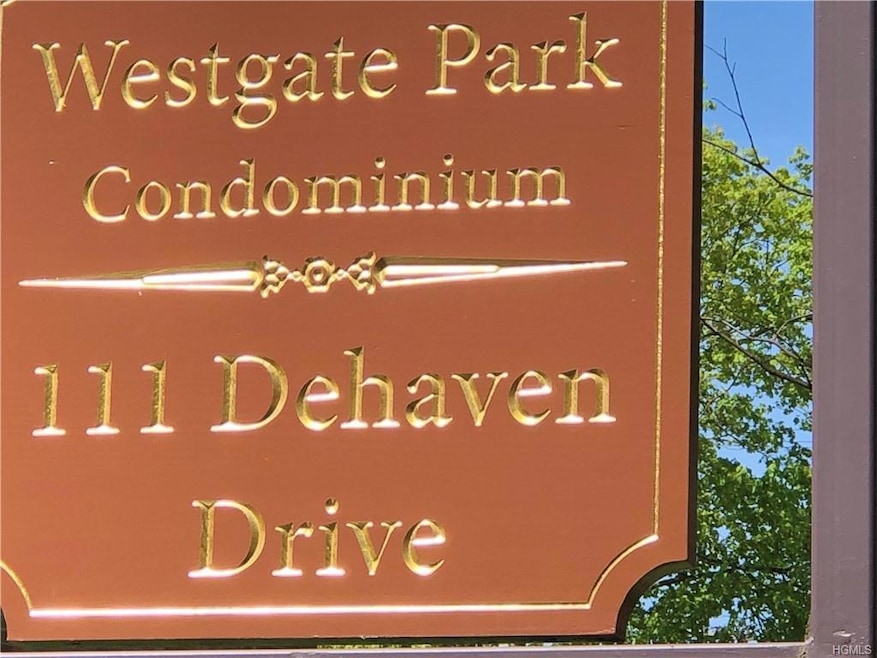 Westgate Park
Condominium
111 Dehaven
Drive
HGMLS